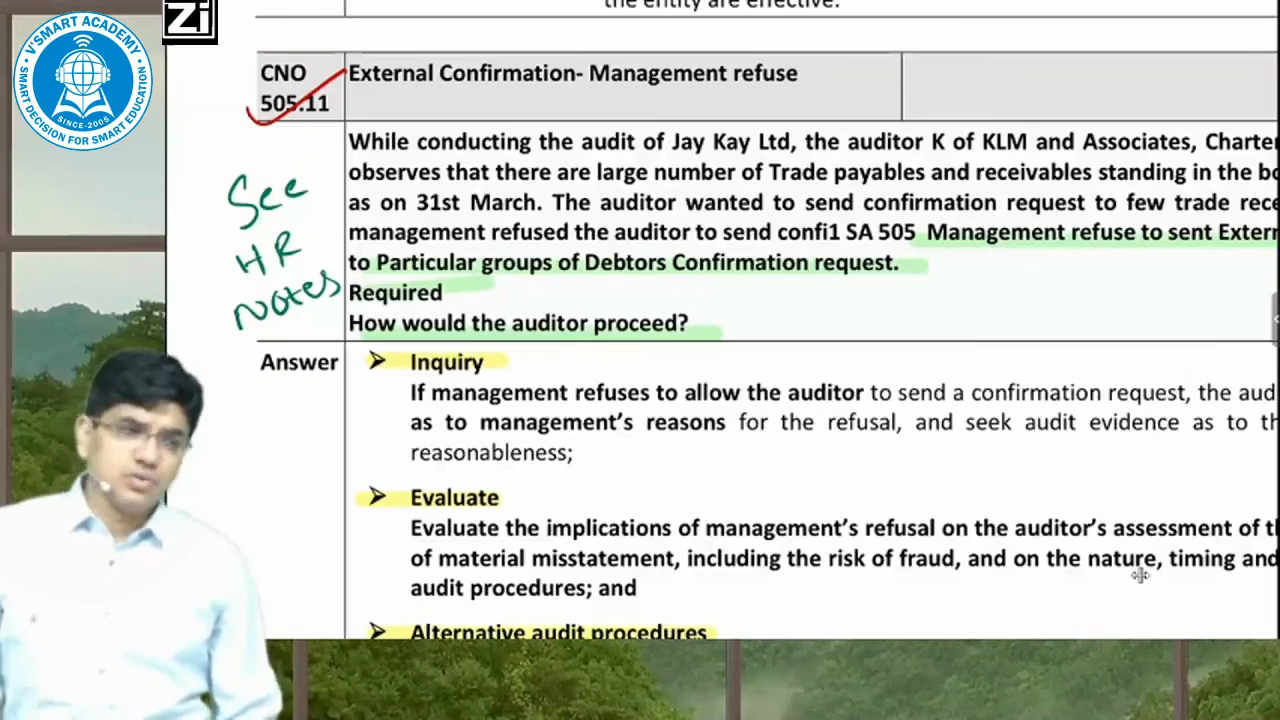 the entity are effective.
Zi
V'SMART ACADEMY
SMART DECISION FOR SMART EDUCATION
SINCE-2005
CNO
505.11
External Confirmation- Management refuse
While conducting the audit of Jay Kay Ltd, the auditor K of KLM and Associates,
observes that there are large number of Trade payables and receivables standing in the
as on 31st March. The auditor wanted to send confirmation request to few trade
management refused the auditor to send confi1 SA 505 Management refuse to sent
to Particular groups of Debtors Confirmation request.
Required
How would the auditor proceed?
See
HR
notes
Answer
➤ Inquiry
If management refuses to allow the auditor to send a confirmation request, the
as to management's reasons for the refusal, and seek audit evidence as to
reasonableness;
➤ Evaluate
Evaluate the implications of management's refusal on the auditor's assessment of
of material misstatement, including the risk of fraud, and on the nature, timing and
audit procedures; and
➤ Alternative audit procedures